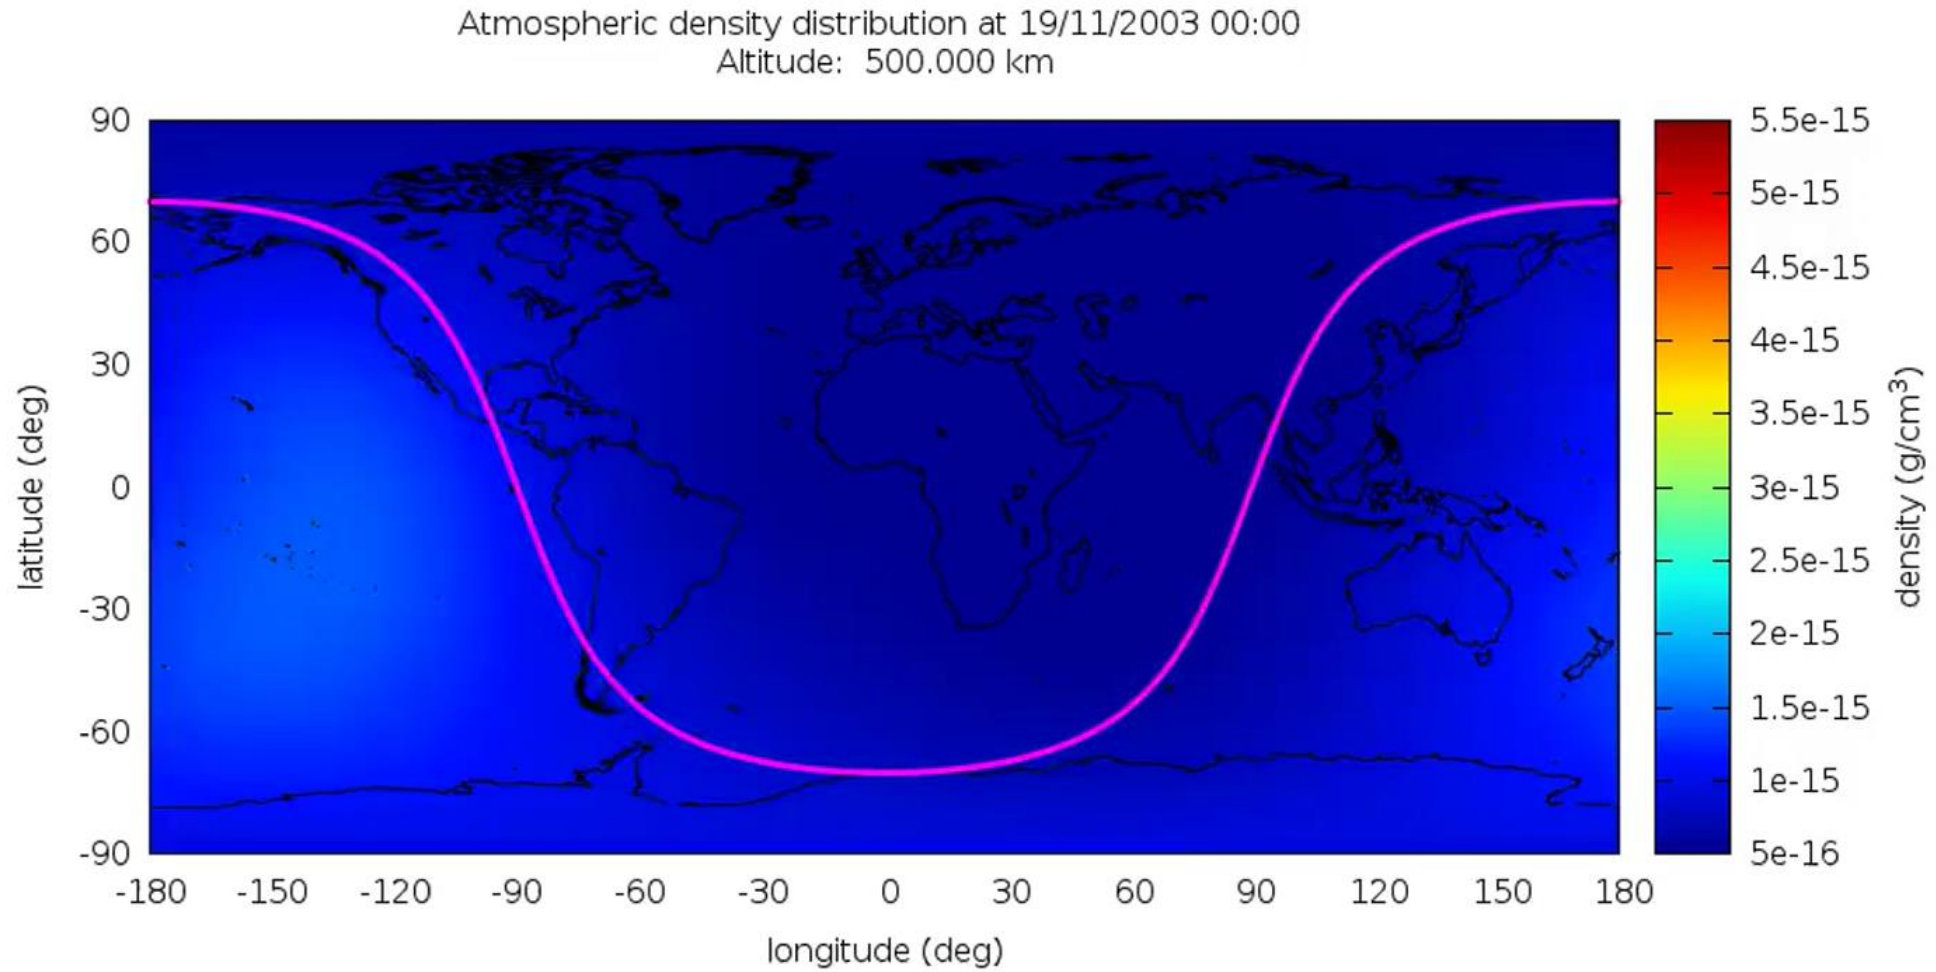 Atmospheric density distribution at 19/11/2003 00:00
Altitude:  500.000 km
90
60
30
0
-30
-60
-90
latitude (deg)
-180 -150 -120 -90 -60 -30 0 30 60 90 120 150 180
longitude (deg)
5.5e-15
5e-15
4.5e-15
4e-15
3.5e-15
3e-15
2.5e-15
2e-15
1.5e-15
1e-15
5e-16
density (g/cm³)